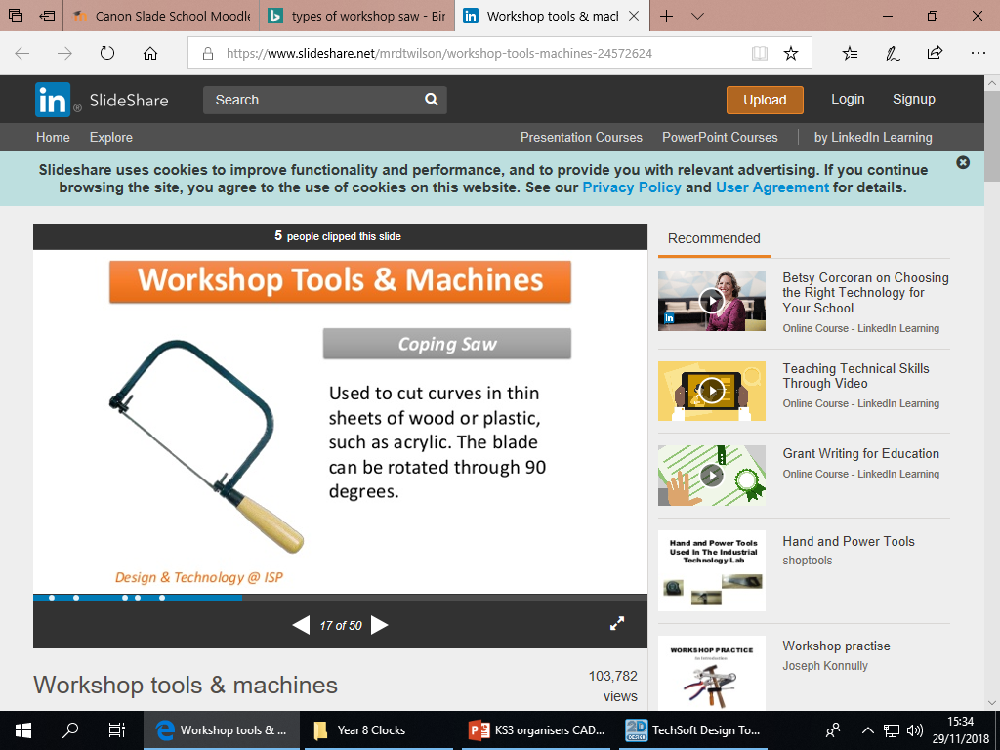 Canon Slade School Moodle
types of workshop saw - Bin
Workshop tools & mach
https://www.slideshare.net/mrdtwilson/workshop-tools-machines-24572624
in ® SlideShare
Search
Upload
Login
Signup
Home
Explore
Presentation Courses
PowerPoint Courses
by LinkedIn Learning
Slideshare uses cookies to improve functionality and performance, and to provide you with relevant advertising. If you continue
browsing the site, you agree to the use of cookies on this website. See our Privacy Policy and User Agreement for details.
5 people clipped this slide
Workshop Tools & Machines
Coping Saw
Used to cut curves in thin
sheets of wood or plastic,
such as acrylic. The blade
can be rotated through 90
degrees.
Design & Technology @ ISP
17 of 50
Workshop tools & machines
103,782
views
Recommended
in
Betsy Corcoran on Choosing
the Right Technology for
Your School
Online Course - LinkedIn Learning
Teaching Technical Skills
Through Video
Online Course - LinkedIn Learning
Grant Writing for Education
Online Course - LinkedIn Learning
Hand and Power Tools
Used In The Industrial
Technology Lab
Hand and Power Tools
shoptools
WORKSHOP PRACTICE
An Introduction
Workshop practise
Joseph Konnully
Workshop tools & ...
Year 8 Clocks
KS3 organisers CAD...
2D
DESIGN
TechSoft Design To...
15:34
29/11/2018